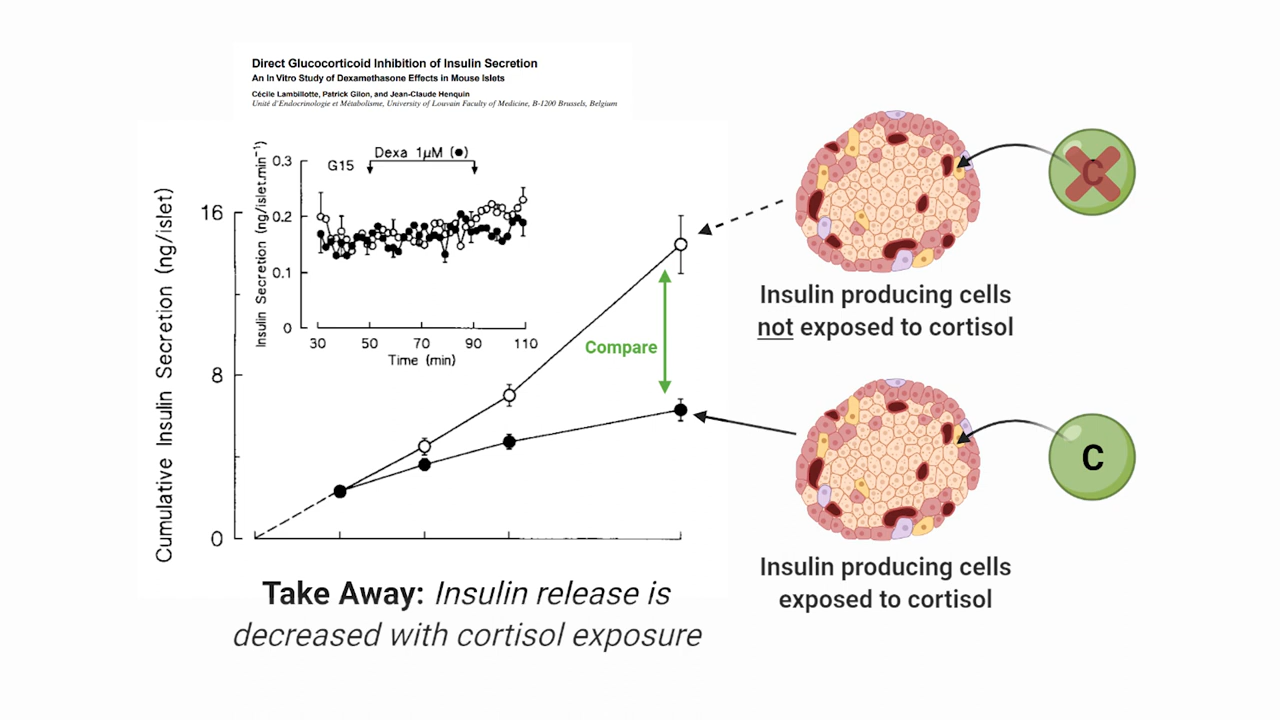 Direct Glucocorticoid Inhibition of Insulin Secretion
An In Vitro Study of Dexamethasone Effects in Mouse Islets
Cécile Lambillotte, Patrick Gilon, and Jean-Claude Henquin
Unité d'Endocrinologie et Métabolisme, University of Louvain Faculty of Medicine, B-1200 Brussels, Belgium
Cumulative Insulin Secretion (ng/islet)
16
8
0
Insulin Secretion (ng/islet.min⁻¹)
0.3
0.2
0.1
0
G15
Dexa 1μM (●)
30 50 70 90 110
Time (min)
Compare
C
Insulin producing cells
not exposed to cortisol
C
Insulin producing cells
exposed to cortisol
Take Away: Insulin release is
decreased with cortisol exposure